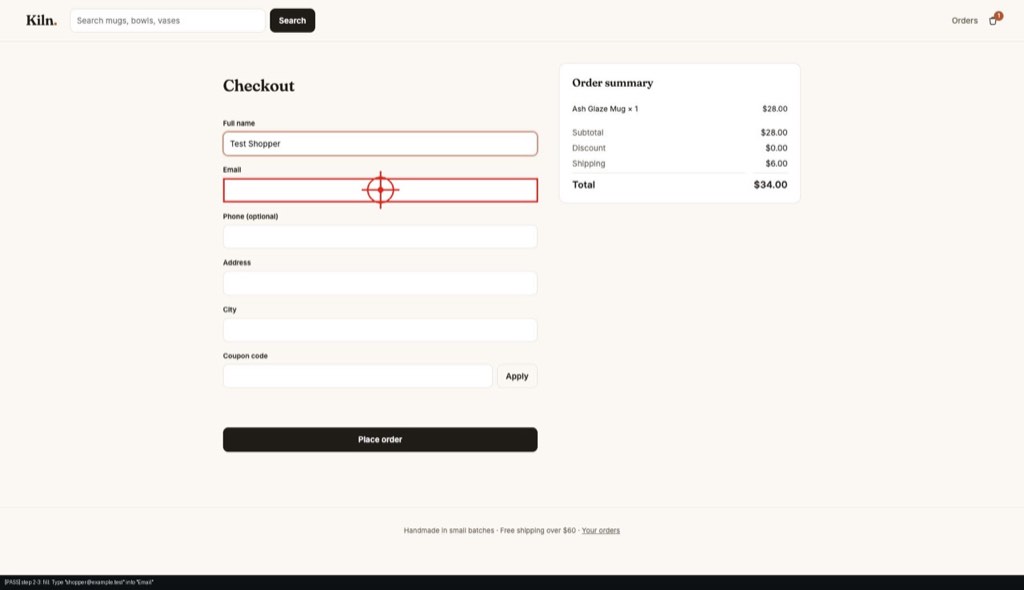 Kiln.
Search mugs, bowls, vases
Search
Orders
1
Checkout
Full name
Test Shopper
Email
Phone (optional)
Address
City
Coupon code
Apply
Place order
Order summary
Ash Glaze Mug × 1 $28.00
Subtotal $28.00
Discount $0.00
Shipping $6.00
Total $34.00
Handmade in small batches · Free shipping over $60 · Your orders
[PASS] step 2-3: fill: Type "shopper@example.test" into "Email"